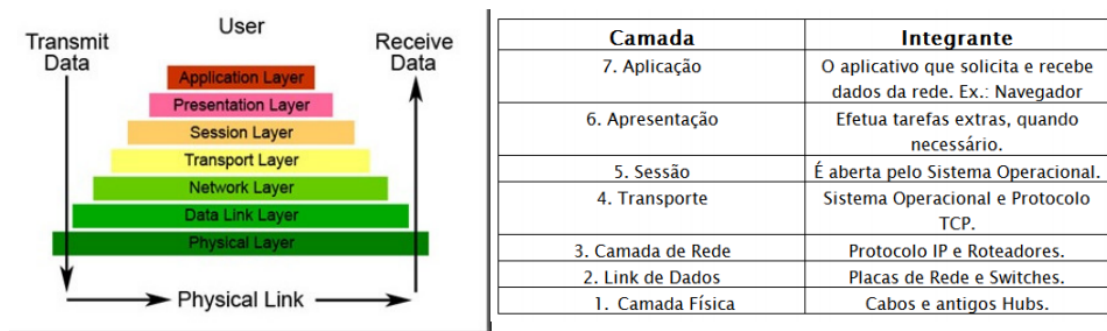 User
Transmit
Data
Receive
Data
Application Layer
Presentation Layer
Session Layer
Transport Layer
Network Layer
Data Link Layer
Physical Layer
Physical Link
Camada Integrante
7. Aplicação O aplicativo que solicita e recebe
dados da rede. Ex.: Navegador
6. Apresentação Efetua tarefas extras, quando
necessário.
5. Sessão É aberta pelo Sistema Operacional.
4. Transporte Sistema Operacional e Protocolo
TCP.
3. Camada de Rede Protocolo IP e Roteadores.
2. Link de Dados Placas de Rede e Switches.
1. Camada Física Cabos e antigos Hubs.